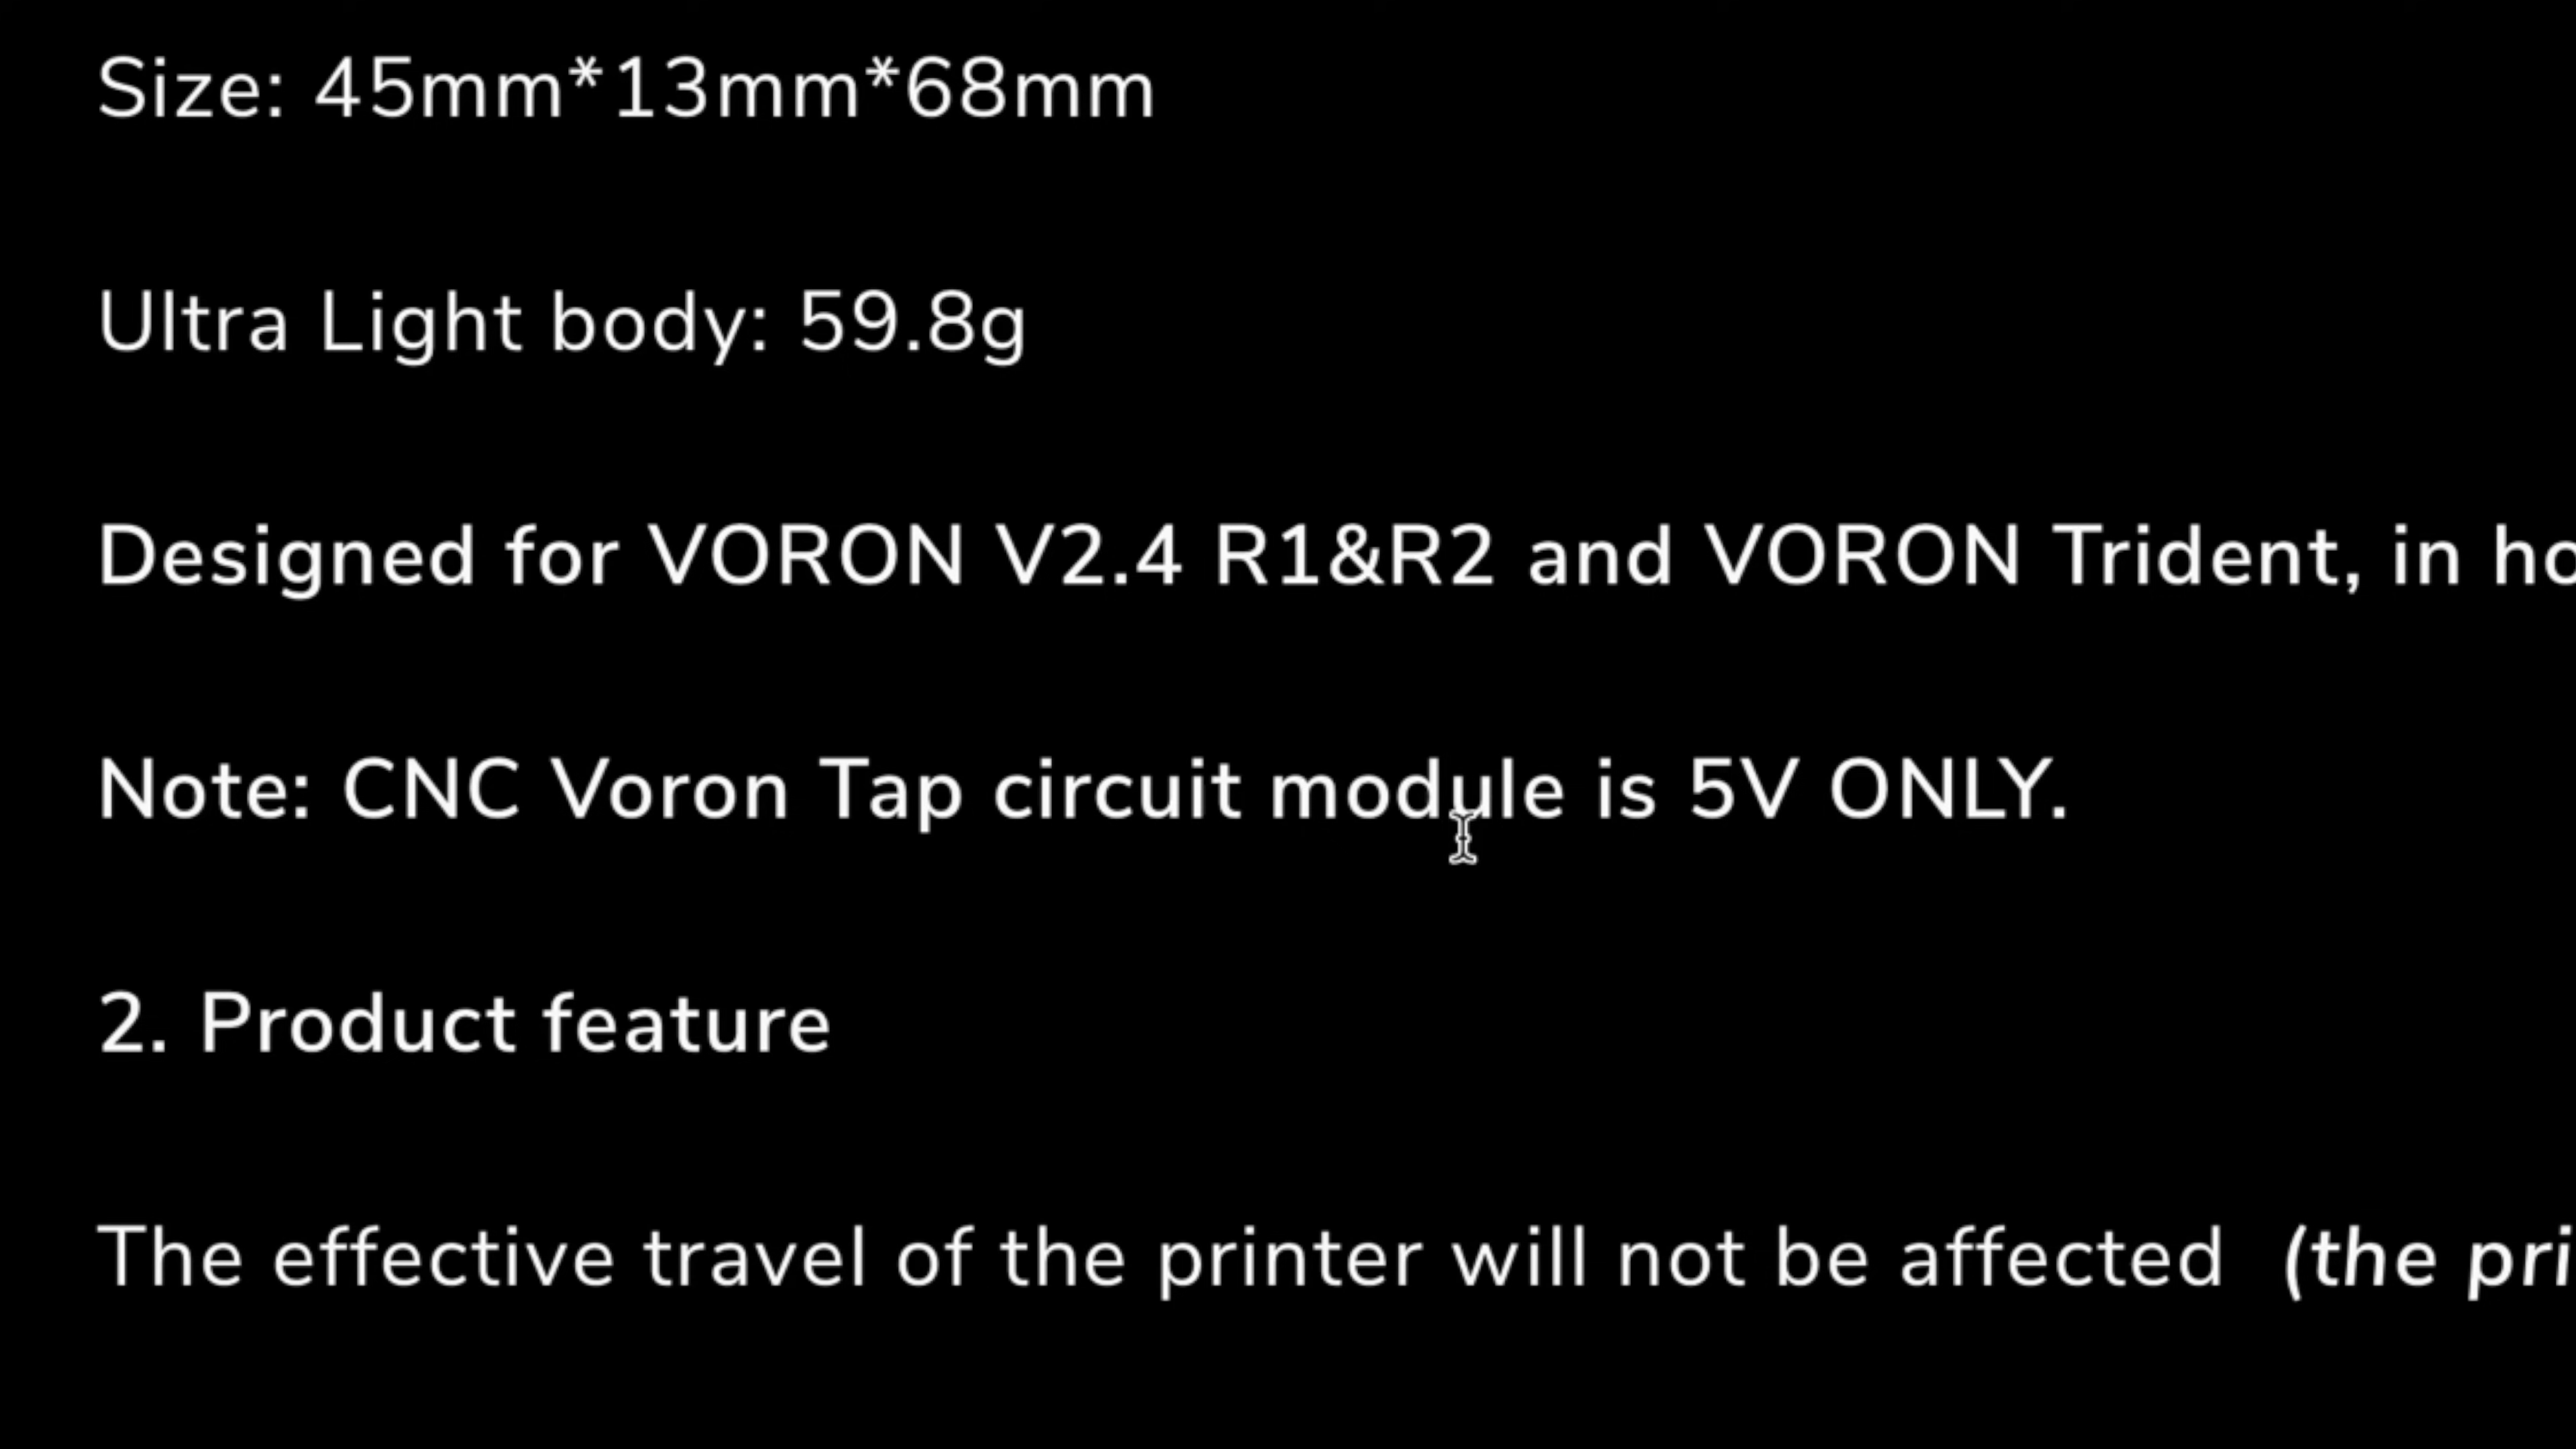 Size: 45mm*13mm*68mm
Ultra Light body: 59.8g
Designed for VORON V2.4 R1&R2 and VORON Trident, in
Note: CNC Voron Tap circuit module is 5V ONLY.
2. Product feature
The effective travel of the printer will not be affected (the